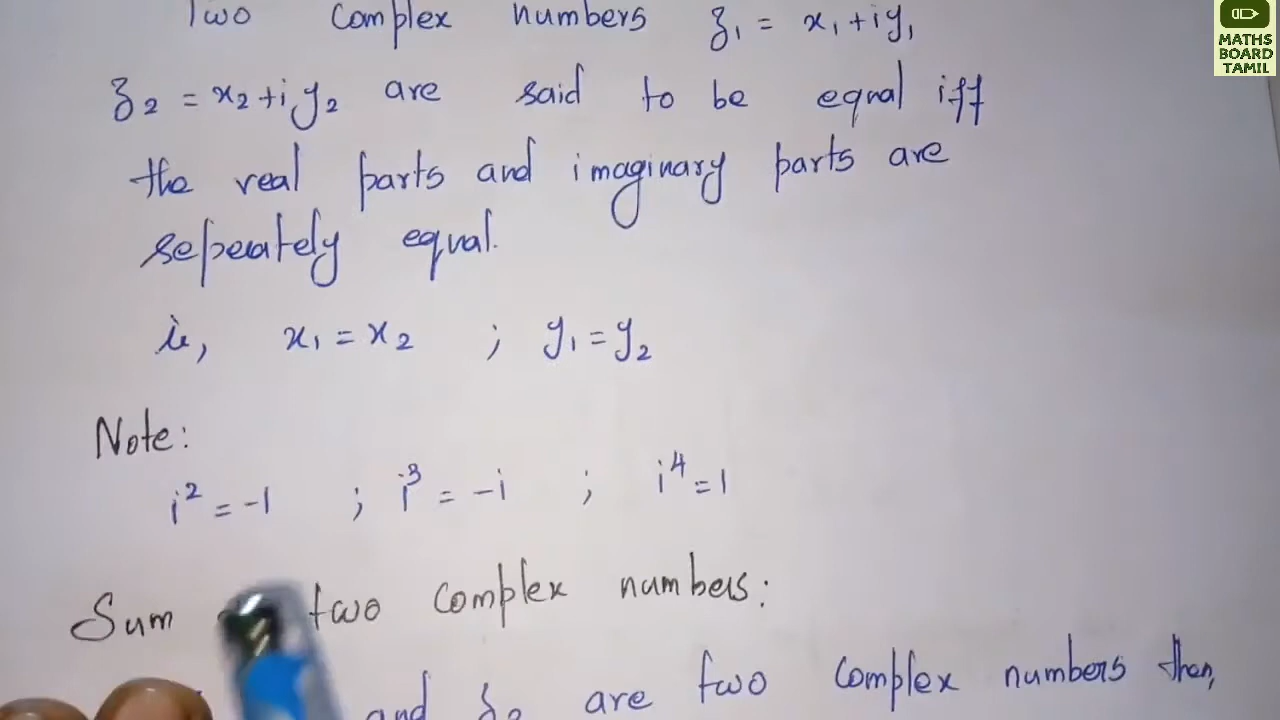 Two complex numbers z₁ = x₁ + iy₁
z₂ = x₂ + iy₂ are said to be equal iff
the real parts and imaginary parts are
seperately equal.
ie, x₁ = x₂ ; y₁ = y₂
Note:
i² = -1 ; i³ = -i ; i⁴ = 1
Sum two complex numbers:
and z₂ are two complex numbers then,
MATHS
BOARD
TAMIL